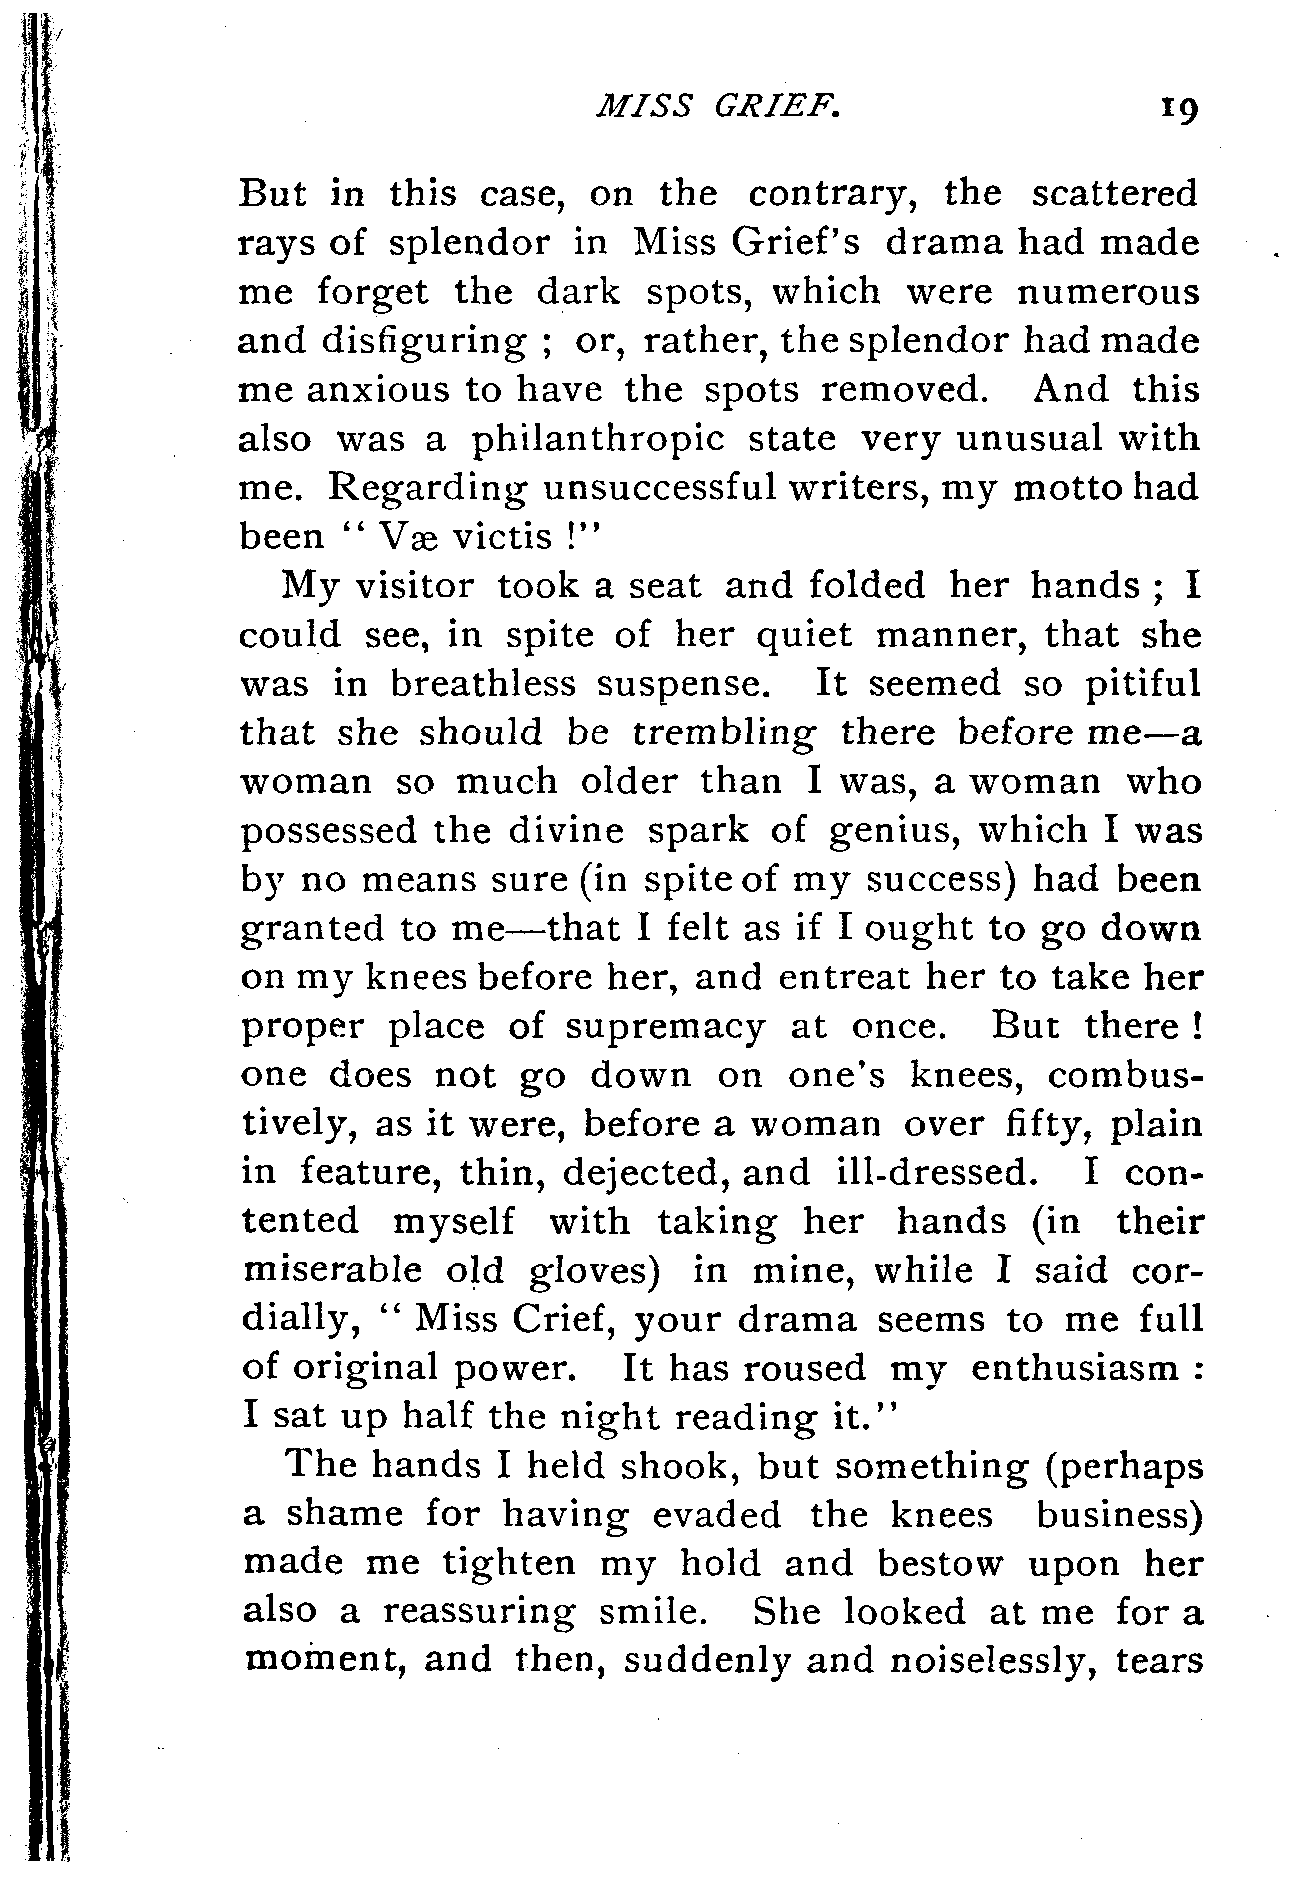 MISS GRIEF. 19
But in this case, on the contrary, the scattered
rays of splendor in Miss Grief's drama had made
me forget the dark spots, which were numerous
and disfiguring ; or, rather, the splendor had made
me anxious to have the spots removed. And this
also was a philanthropic state very unusual with
me. Regarding unsuccessful writers, my motto had
been “ Væ victis !”
My visitor took a seat and folded her hands ; I
could see, in spite of her quiet manner, that she
was in breathless suspense. It seemed so pitiful
that she should be trembling there before me—a
woman so much older than I was, a woman who
possessed the divine spark of genius, which I was
by no means sure (in spite of my success) had been
granted to me—that I felt as if I ought to go down
on my knees before her, and entreat her to take her
proper place of supremacy at once. But there !
one does not go down on one's knees, combus-
tively, as it were, before a woman over fifty, plain
in feature, thin, dejected, and ill-dressed. I con-
tented myself with taking her hands (in their
miserable old gloves) in mine, while I said cor-
dially, “ Miss Crief, your drama seems to me full
of original power. It has roused my enthusiasm :
I sat up half the night reading it.”
The hands I held shook, but something (perhaps
a shame for having evaded the knees business)
made me tighten my hold and bestow upon her
also a reassuring smile. She looked at me for a
moment, and then, suddenly and noiselessly, tears